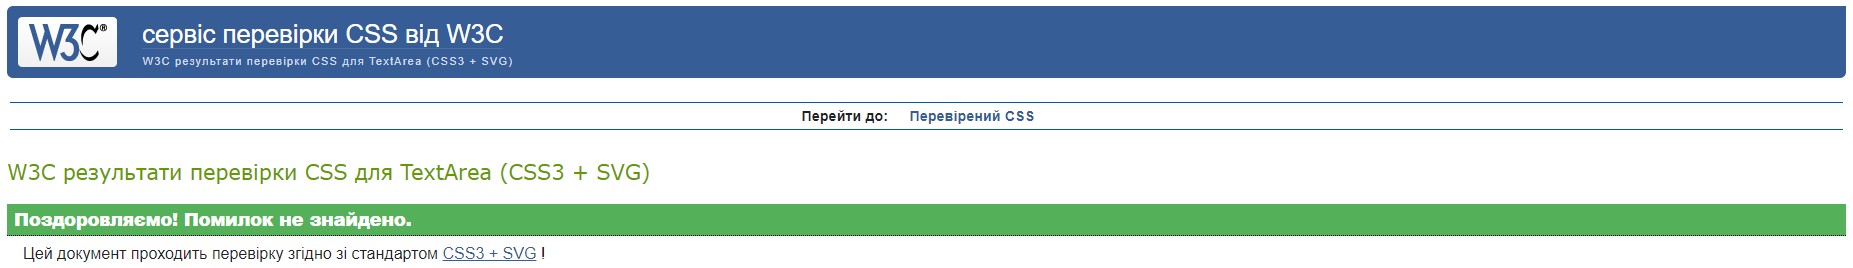 W3C®
сервіс перевірки CSS від W3C
W3C результати перевірки CSS для TextArea (CSS3 + SVG)
Перейти до: Перевірений CSS
W3C результати перевірки CSS для TextArea (CSS3 + SVG)
Поздоровляємо! Помилок не знайдено.
Цей документ проходить перевірку згідно зі стандартом CSS3 + SVG !